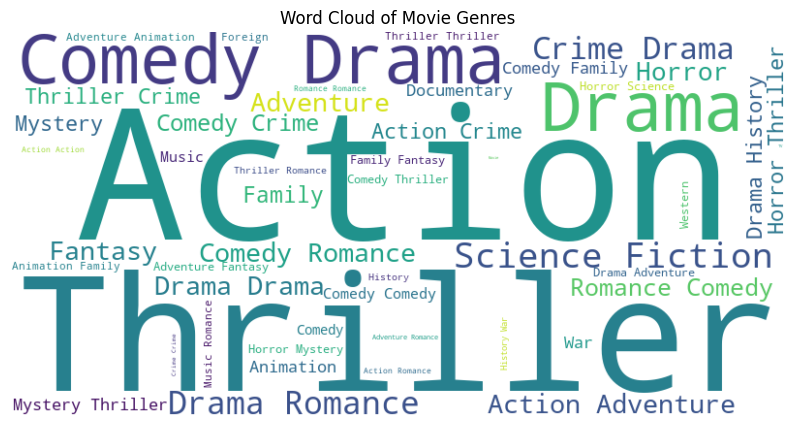 Word Cloud of Movie Genres
Adventure Animation
Foreign
Thriller Thriller
Comedy Drama
Crime Drama
Comedy Family
Horror
Thriller Crime
Romance Romance
Adventure
Documentary
Horror Science
Drama
Mystery
Comedy Crime
Action Crime
Action
Action Action
Music
Family Fantasy
Thriller Romance
Comedy Thriller
Family
Western
Drama History
Horror Thriller
Fantasy
Comedy Romance
Science Fiction
Animation Family
Adventure Fantasy
Drama Adventure
History
Drama Drama
Comedy Comedy
Romance Comedy
Thriller
Music Romance
Crime Crime
Comedy
Adventure Romance
History War
War
Horror Mystery
Animation
Action Romance
Mystery Thriller
Drama Romance
Action Adventure